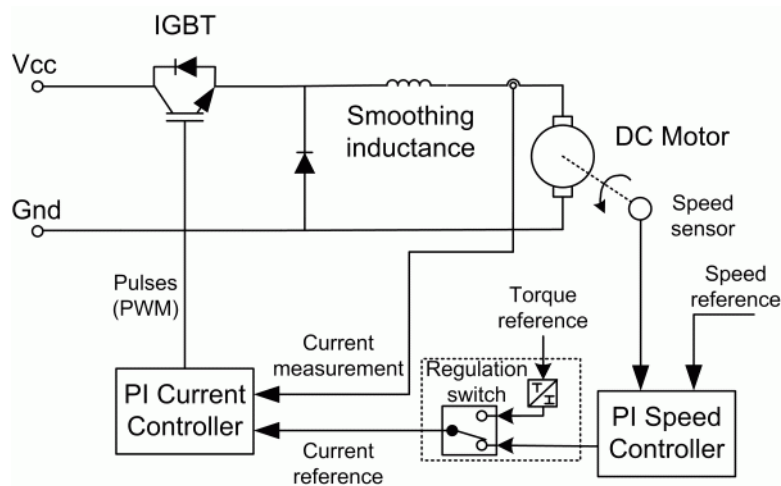 IGBT
Vcc
Smoothing
inductance
DC Motor
Gnd
Speed
sensor
Pulses
(PWM)
Speed
reference
Torque
reference
Current
measurement
Regulation
switch
T
I
PI Current
Controller
PI Speed
Controller
Current
reference